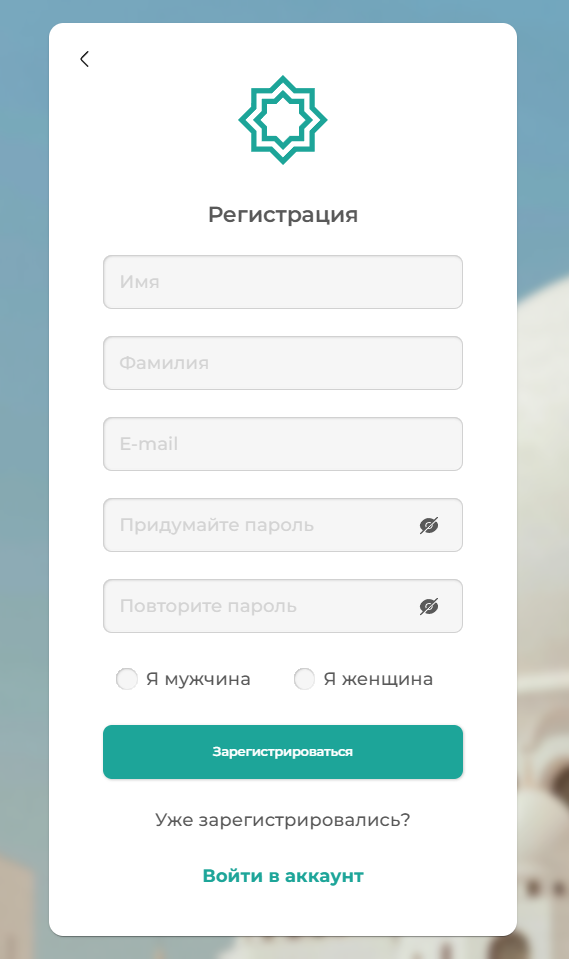 Регистрация
Имя
Фамилия
E-mail
Придумайте пароль
Повторите пароль
Я мужчина Я женщина
Зарегистрироваться
Уже зарегистрировались?
Войти в аккаунт